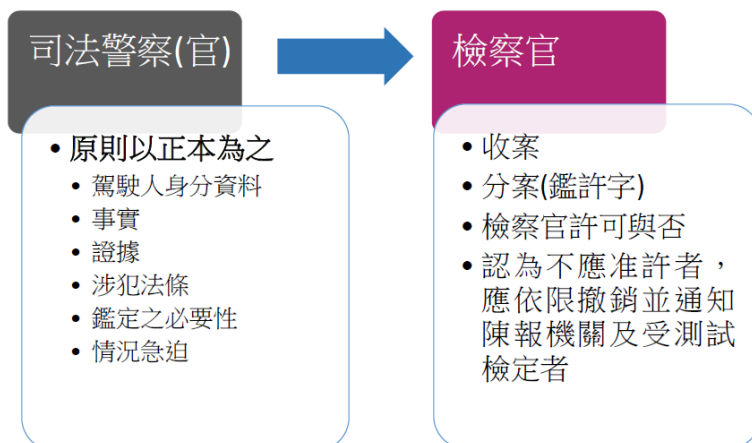 司法警察(官)
• 原則以正本為之
• 駕駛人身分資料
• 事實
• 證據
• 涉犯法條
• 鑑定之必要性
• 情況急迫
檢察官
• 收案
• 分案(鑑許字)
• 檢察官許可與否
• 認為不應准許者，
應依限撤銷並通知
陳報機關及受測試
檢定者